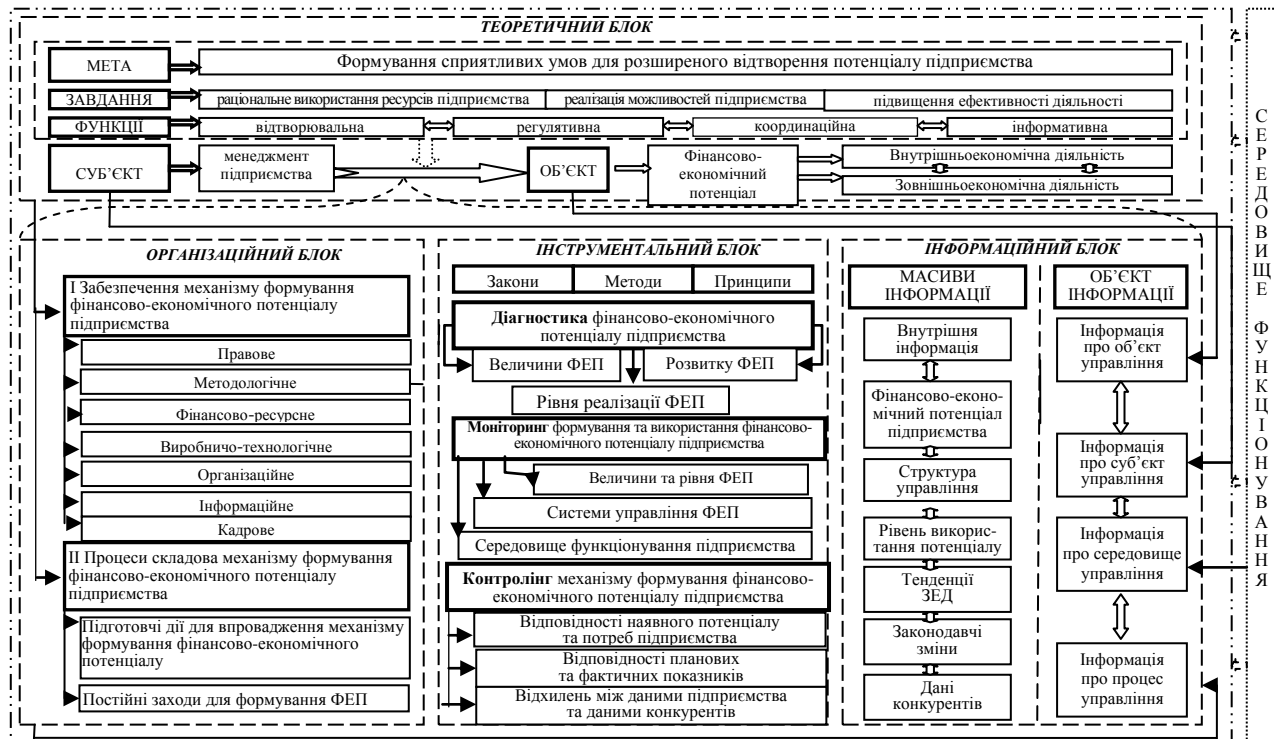 ТЕОРЕТИЧНИЙ БЛОК
МЕТА
Формування сприятливих умов для розширеного відтворення потенціалу підприємства
ЗАВДАННЯ
раціональне використання ресурсів підприємства
реалізація можливостей підприємства
підвищення ефективності діяльності
ФУНКЦІЇ
відтворювальна
регулятивна
координаційна
інформативна
СУБ’ЄКТ
менеджмент
підприємства
ОБ’ЄКТ
Фінансово-
економічний
потенціал
Внутрішньоекономічна діяльність
Зовнішньоекономічна діяльність
ОРГАНІЗАЦІЙНИЙ БЛОК
І Забезпечення механізму формування
фінансово-економічного потенціалу
підприємства
Правове
Методологічне
Фінансово-ресурсне
Виробничо-технологічне
Організаційне
Інформаційне
Кадрове
ІІ Процеси складова механізму формування
фінансово-економічного потенціалу
підприємства
Підготовчі дії для впровадження механізму
формування фінансово-економічного
потенціалу
Постійні заходи для формування ФЕП
ІНСТРУМЕНТАЛЬНИЙ БЛОК
Закони
Методи
Принципи
Діагностика фінансово-економічного
потенціалу підприємства
Величини ФЕП
Розвитку ФЕП
Рівня реалізації ФЕП
Моніторинг формування та використання фінансово-
економічного потенціалу підприємства
Величини та рівня ФЕП
Системи управління ФЕП
Середовище функціонування підприємства
Контролінг механізму формування фінансово-
економічного потенціалу підприємства
Відповідності наявного потенціалу
та потреб підприємства
Відповідності планових
та фактичних показників
Відхилень між даними підприємства
та даними конкурентів
ІНФОРМАЦІЙНИЙ БЛОК
МАСИВИ
ІНФОРМАЦІЇ
Внутрішня
інформація
Фінансово-еконо-
мічний потенціал
підприємства
Структура
управління
Рівень викорис-
тання потенціалу
Тенденції
ЗЕД
Законодавчі
зміни
Дані
конкурентів
ОБ’ЄКТ
ІНФОРМАЦІЇ
Інформація
про об’єкт
управління
Інформація
про суб’єкт
управління
Інформація
про середовище
управління
Інформація
про процес
управління
СЕРЕДОВИЩЕ ФУНКЦІОНУВАННЯ